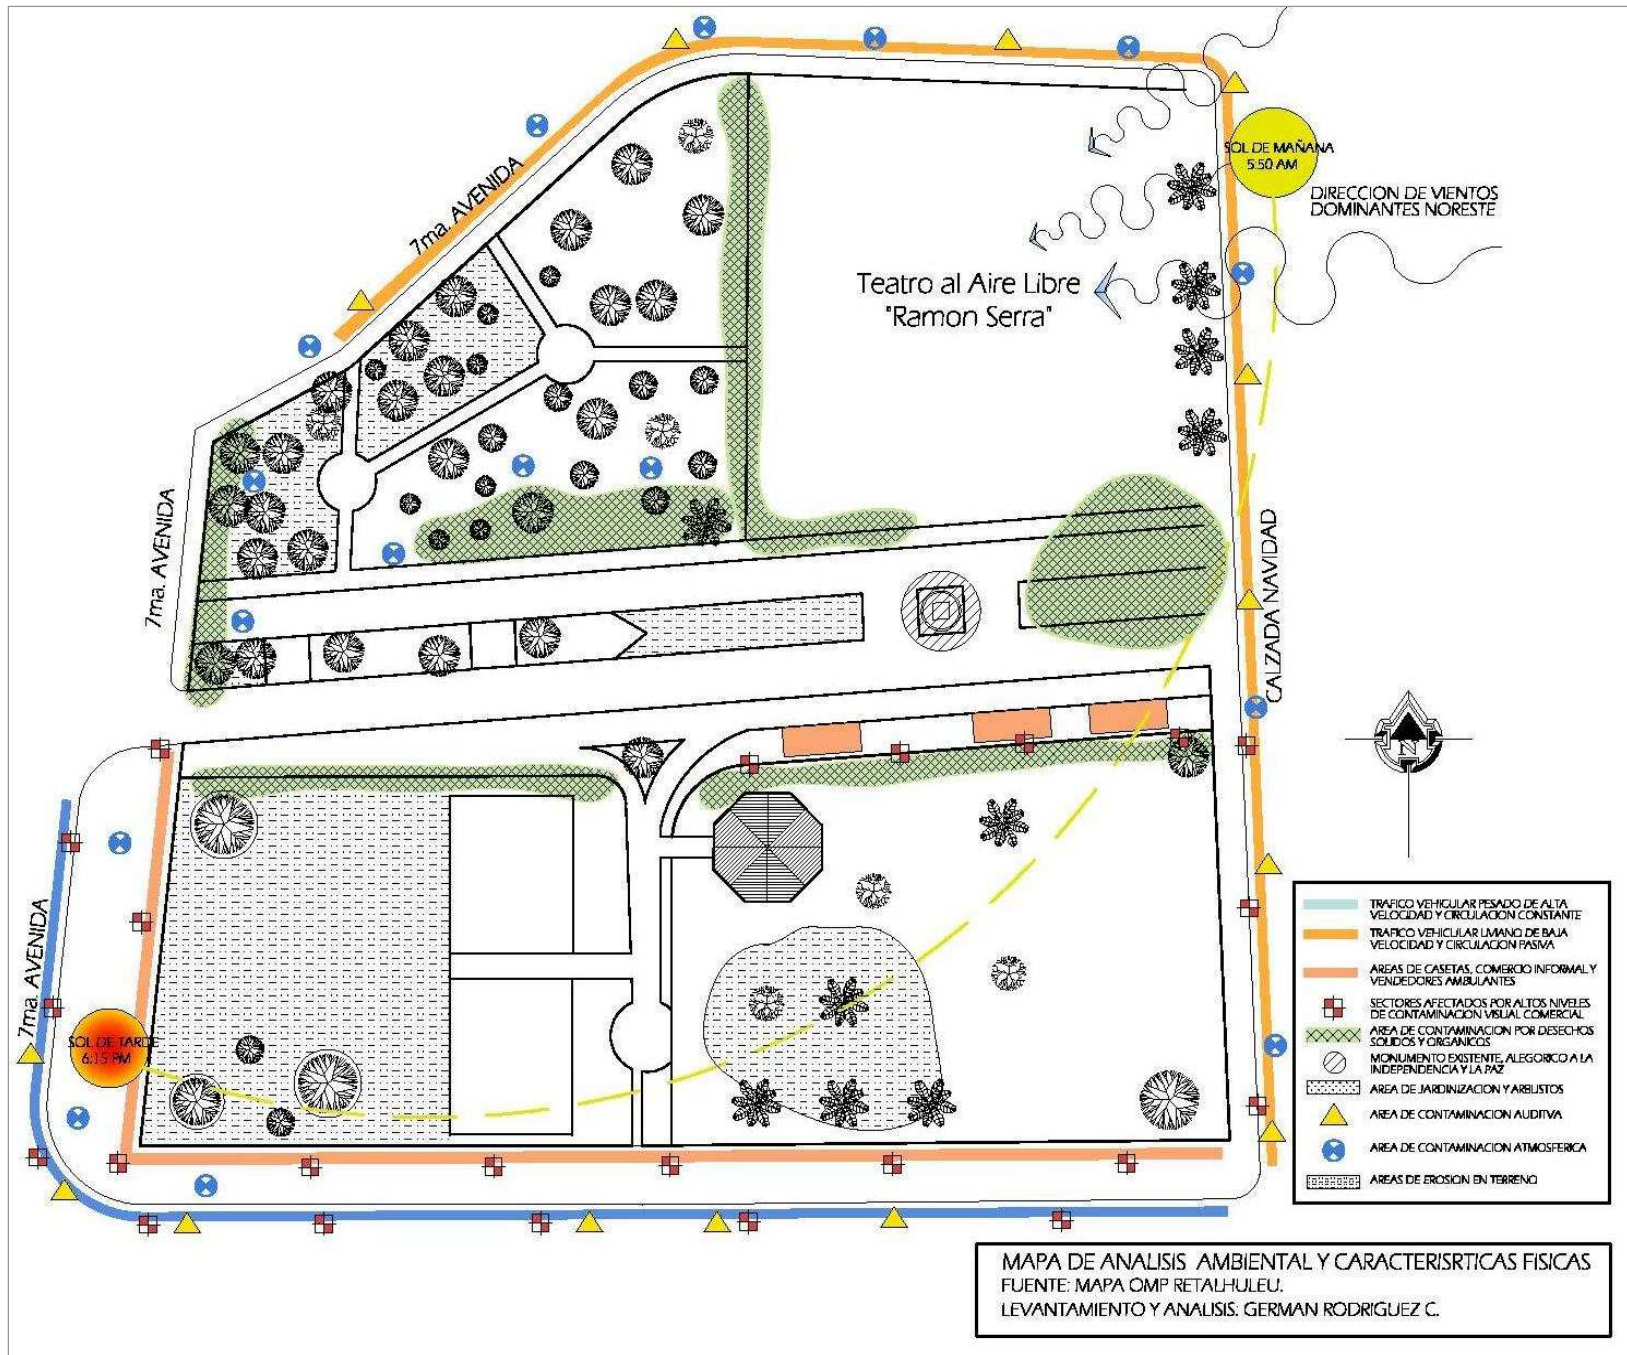 7ma. AVENIDA
SOL DE MAÑANA
5:50 AM
DIRECCION DE VIENTOS
DOMINANTES NORESTE
Teatro al Aire Libre
"Ramon Serra"
7ma. AVENIDA
CALZADA NAVIDAD
N
7ma. AVENIDA
SOL DE TARDE
6:15 PM
TRAFICO VEHICULAR PESADO DE ALTA
VELOCIDAD Y CIRCULACION CONSTANTE
TRAFICO VEHICULAR LIVIANO DE BAJA
VELOCIDAD Y CIRCULACION PASIVA
AREAS DE CASETAS, COMERCIO INFORMAL Y
VENDEDORES AMBULANTES
SECTORES AFECTADOS POR ALTOS NIVELES
DE CONTAMINACION VISUAL COMERCIAL
AREA DE CONTAMINACION POR DESECHOS
SOLIDOS Y ORGANICOS
MONUMENTO EXISTENTE, ALEGORICO A LA
INDEPENDENCIA Y LA PAZ
AREA DE JARDINIZACION Y ARBUSTOS
AREA DE CONTAMINACION AUDITIVA
AREA DE CONTAMINACION ATMOSFERICA
AREAS DE EROSION EN TERRENO
MAPA DE ANALISIS AMBIENTAL Y CARACTERISRTICAS FISICAS
FUENTE: MAPA OMP RETALHULEU.
LEVANTAMIENTO Y ANALISIS: GERMAN RODRIGUEZ C.